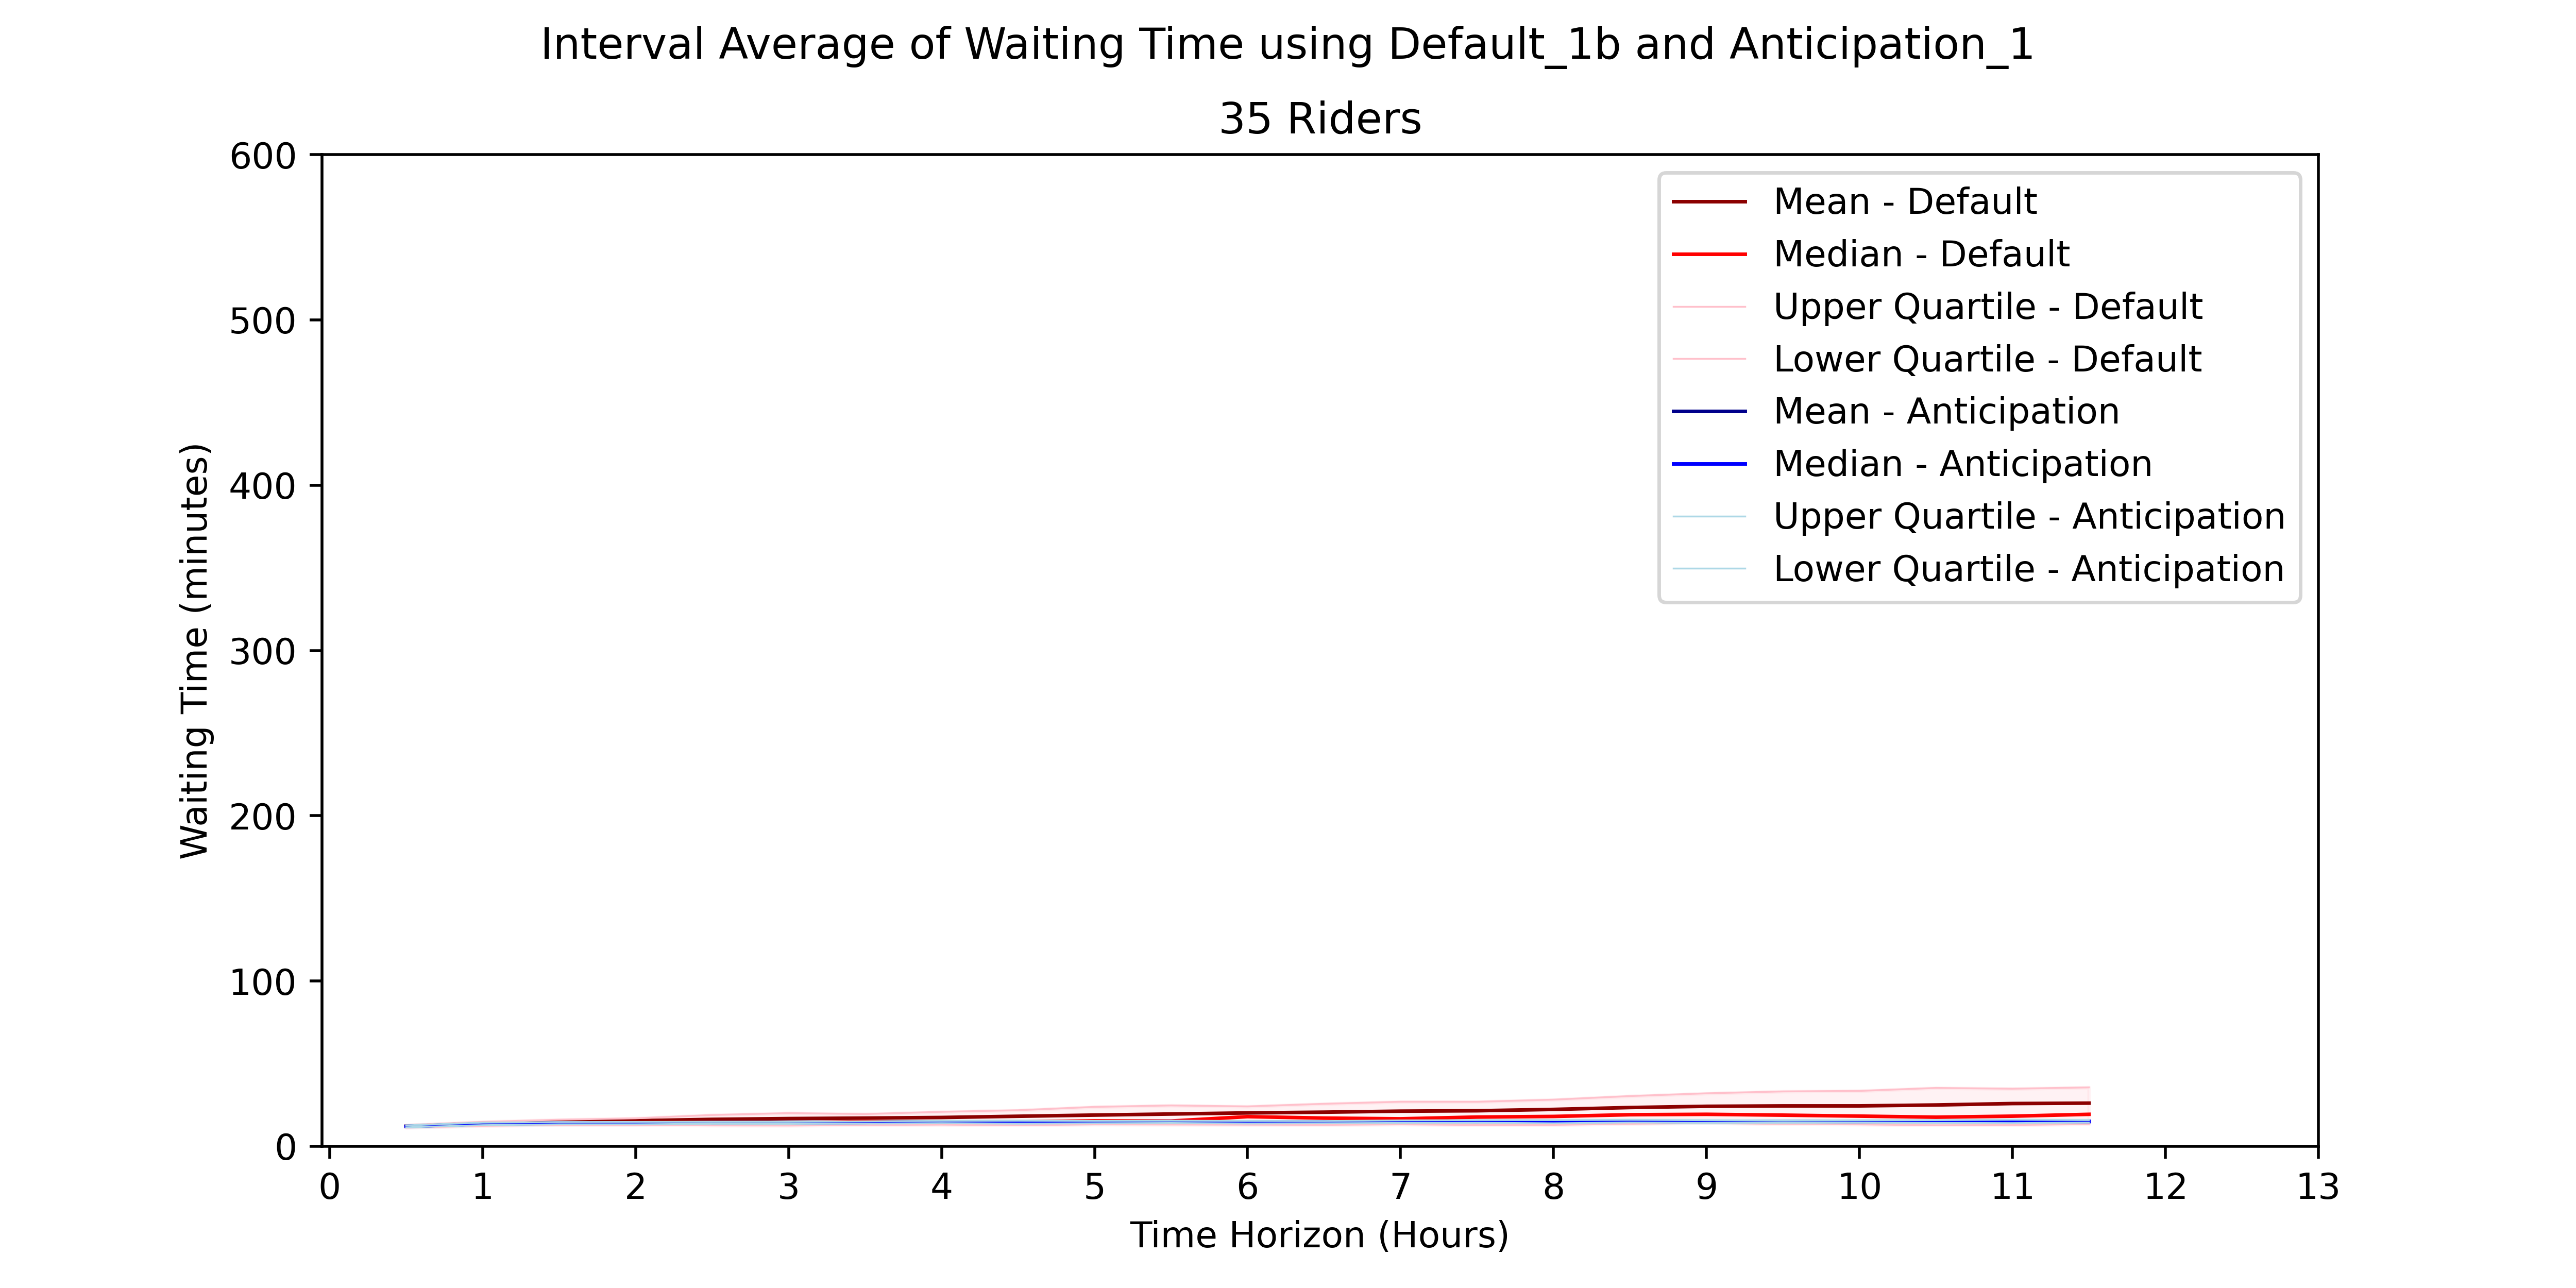 Interval Average of Waiting Time using Default_1b and Anticipation_1
35 Riders
600
500
400
300
200
100
0
Waiting Time (minutes)
Mean - Default
Median - Default
Upper Quartile - Default
Lower Quartile - Default
Mean - Anticipation
Median - Anticipation
Upper Quartile - Anticipation
Lower Quartile - Anticipation
0 1 2 3 4 5 6 7 8 9 10 11 12 13
Time Horizon (Hours)